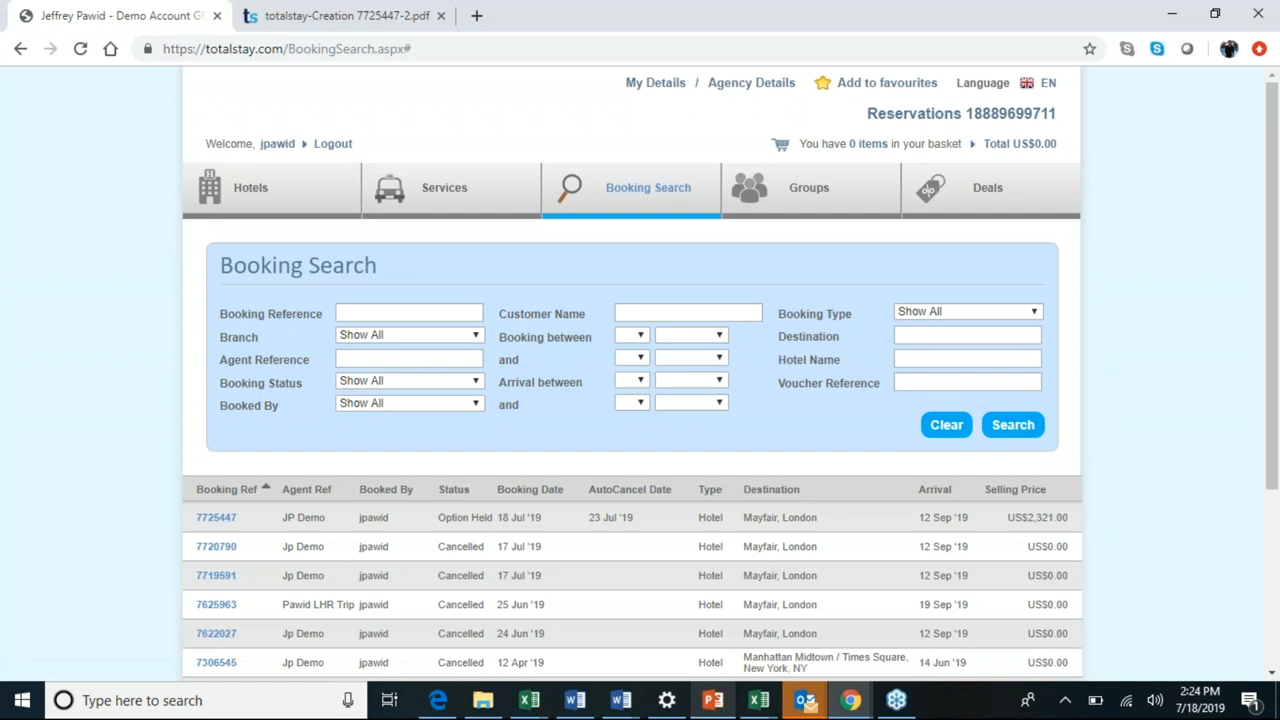 Jeffrey Pawid - Demo Account G
ts totalstay-Creation 7725447-2.pdf
https://totalstay.com/BookingSearch.aspx#
My Details / Agency Details Add to favourites Language EN
Reservations 18889699711
Welcome, jpawid Logout You have 0 items in your basket Total US$0.00
Hotels Services Booking Search Groups Deals
Booking Search
Booking Reference Customer Name Booking Type Show All
Branch Show All Booking between Destination
Agent Reference and Hotel Name
Booking Status Show All Arrival between Voucher Reference
Booked By Show All and
Clear Search
Booking Ref Agent Ref Booked By Status Booking Date AutoCancel Date Type Destination Arrival Selling Price
7725447 JP Demo jpawid Option Held 18 Jul '19 23 Jul '19 Hotel Mayfair, London 12 Sep '19 US$2,321.00
7720790 Jp Demo jpawid Cancelled 17 Jul '19 Hotel Mayfair, London 12 Sep '19 US$0.00
7719591 Jp Demo jpawid Cancelled 17 Jul '19 Hotel Mayfair, London 12 Sep '19 US$0.00
7625963 Pawid LHR Trip jpawid Cancelled 25 Jun '19 Hotel Mayfair, London 19 Sep '19 US$0.00
7622027 Jp Demo jpawid Cancelled 24 Jun '19 Hotel Mayfair, London 12 Sep '19 US$0.00
7306545 Jp Demo jpawid Cancelled 12 Apr '19 Hotel Manhattan Midtown / Times Square, New York, NY 14 Jun '19 US$0.00
Type here to search
2:24 PM
7/18/2019
1